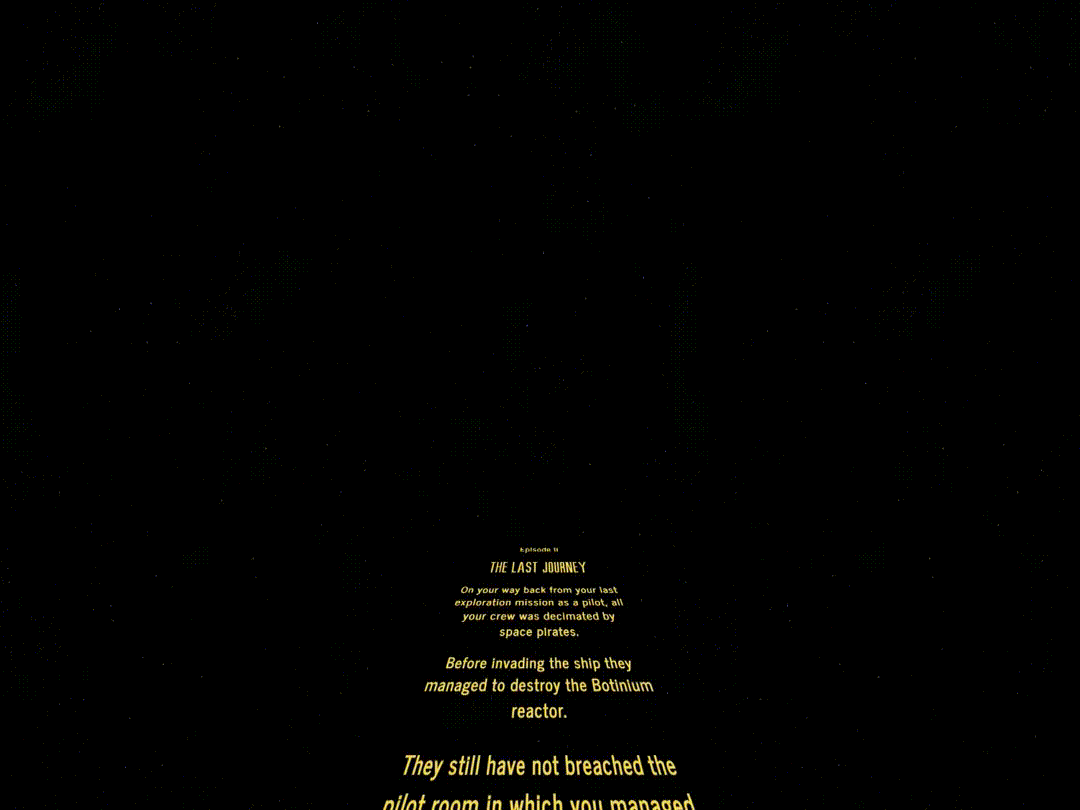 Episode II
THE LAST JOURNEY
On your way back from your last
exploration mission as a pilot, all
your crew was decimated by
space pirates.
Before invading the ship they
managed to destroy the Botinium
reactor.
They still have not breached the
pilot room in which you managed